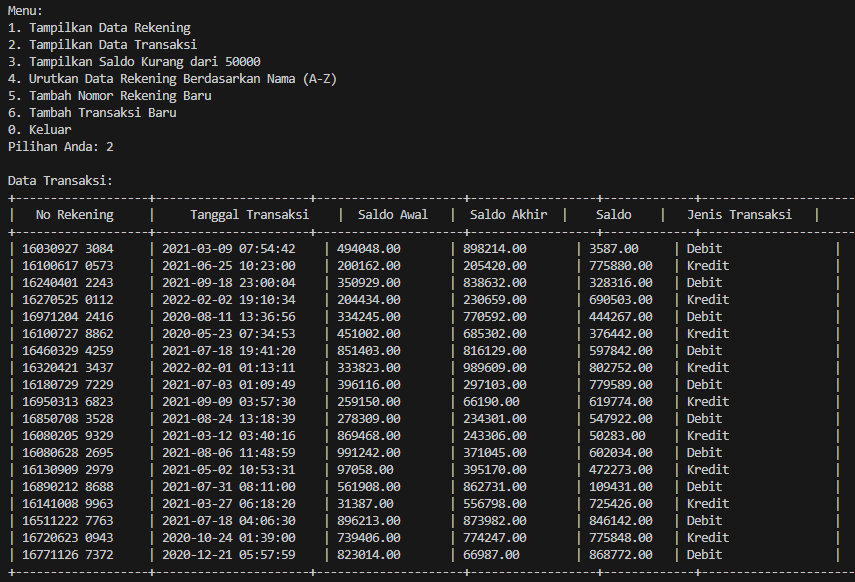 Menu:
1. Tampilkan Data Rekening
2. Tampilkan Data Transaksi
3. Tampilkan Saldo Kurang dari 50000
4. Urutkan Data Rekening Berdasarkan Nama (A-Z)
5. Tambah Nomor Rekening Baru
6. Tambah Transaksi Baru
0. Keluar
Pilihan Anda: 2
Data Transaksi:
| No Rekening | Tanggal Transaksi | Saldo Awal | Saldo Akhir | Saldo | Jenis Transaksi |
| 16030927 3084 | 2021-03-09 07:54:42 | 494048.00 | 898214.00 | 3587.00 | Debit |
| 16100617 0573 | 2021-06-25 10:23:00 | 200162.00 | 205420.00 | 775880.00 | Kredit |
| 16240401 2243 | 2021-09-18 23:00:04 | 350929.00 | 838632.00 | 328316.00 | Debit |
| 16270525 0112 | 2022-02-02 19:10:34 | 204434.00 | 230659.00 | 690503.00 | Kredit |
| 16971204 2416 | 2020-08-11 13:36:56 | 334245.00 | 770592.00 | 444267.00 | Debit |
| 16100727 8862 | 2020-05-23 07:34:53 | 451002.00 | 685302.00 | 376442.00 | Kredit |
| 16460329 4259 | 2021-07-18 19:41:20 | 851403.00 | 816129.00 | 597842.00 | Debit |
| 16320421 3437 | 2022-02-01 01:13:11 | 333823.00 | 989609.00 | 802752.00 | Kredit |
| 16180729 7229 | 2021-07-03 01:09:49 | 396116.00 | 297103.00 | 779589.00 | Debit |
| 16950313 6823 | 2021-09-09 03:57:30 | 259150.00 | 66190.00 | 619774.00 | Kredit |
| 16850708 3528 | 2021-08-24 13:18:39 | 278309.00 | 234301.00 | 547922.00 | Debit |
| 16080205 9329 | 2021-03-12 03:40:16 | 869468.00 | 243306.00 | 50283.00 | Kredit |
| 16080628 2695 | 2021-08-06 11:48:59 | 991242.00 | 371045.00 | 602034.00 | Debit |
| 16130909 2979 | 2021-05-02 10:53:31 | 97058.00 | 395170.00 | 472273.00 | Kredit |
| 16890212 8688 | 2021-07-31 08:11:00 | 561908.00 | 862731.00 | 109431.00 | Debit |
| 16141008 9963 | 2021-03-27 06:18:20 | 31387.00 | 556798.00 | 725426.00 | Kredit |
| 16511222 7763 | 2021-07-18 04:06:30 | 896213.00 | 873982.00 | 846142.00 | Debit |
| 16720623 0943 | 2020-10-24 01:39:00 | 739406.00 | 774247.00 | 775848.00 | Kredit |
| 16771126 7372 | 2020-12-21 05:57:59 | 823014.00 | 66987.00 | 868772.00 | Debit |